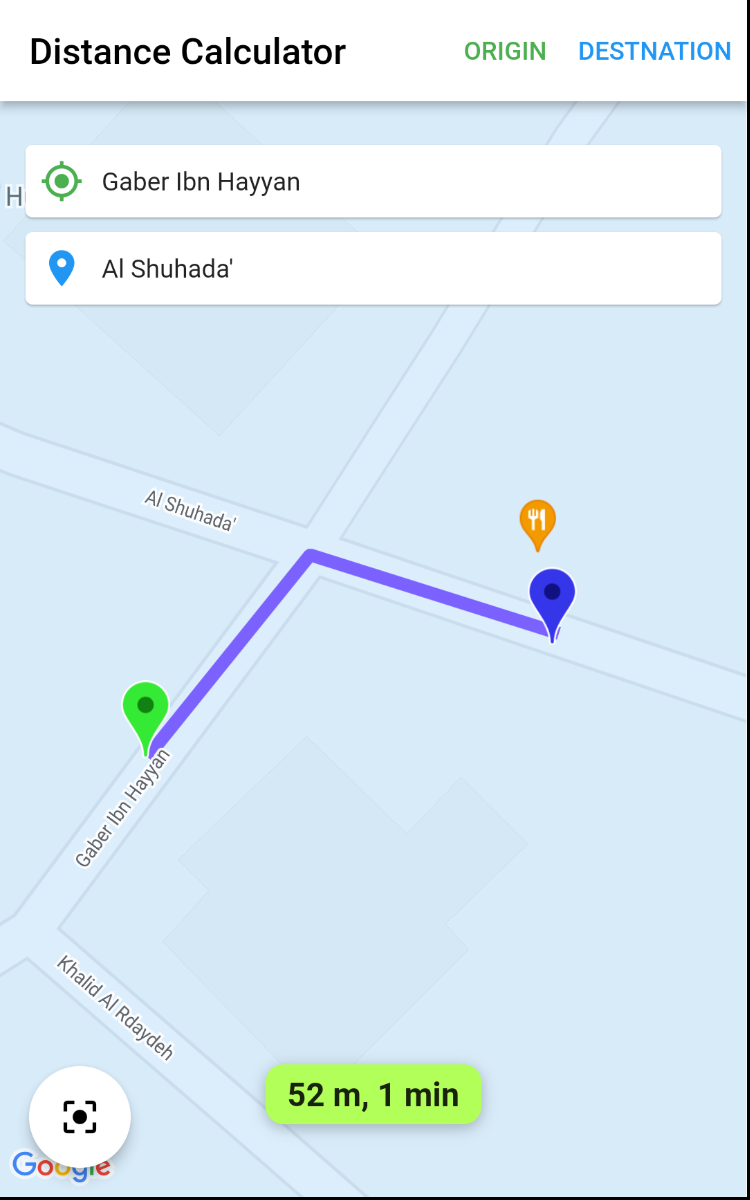 Distance Calculator ORIGIN DESTNATION
Gaber Ibn Hayyan
Al Shuhada'
Al Shuhada'
Gaber Ibn Hayyan
Khalid Al Rdaydeh
52 m, 1 min
Google